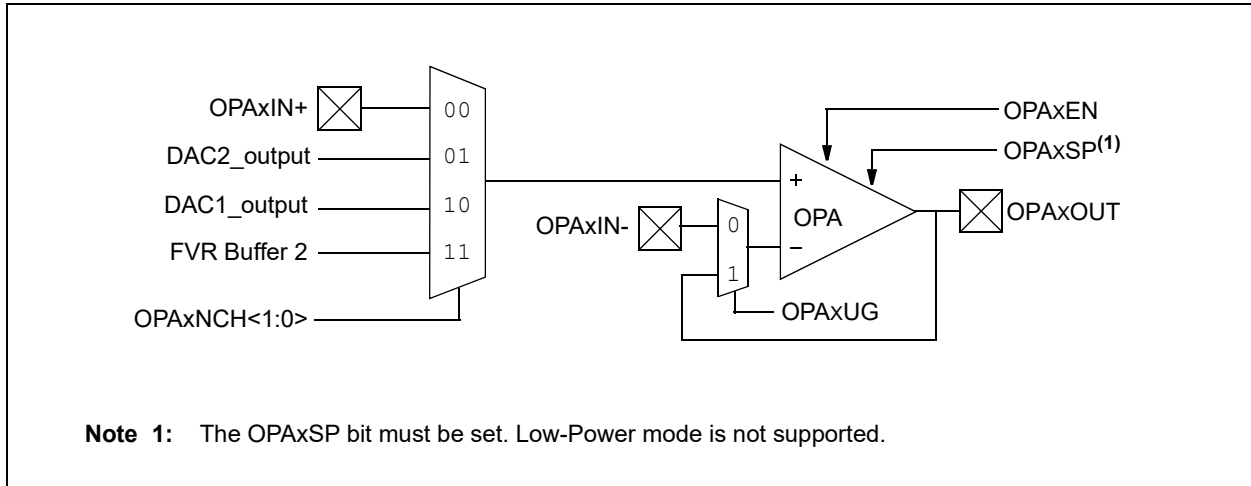 OPAxIN+
00
OPAxEN
DAC2_output
01
OPAxSP(1)
DAC1_output
10
+
OPA
OPAxIN-
0
OPAxOUT
FVR Buffer 2
11
−
1
OPAxNCH<1:0>
OPAxUG
Note 1: The OPAxSP bit must be set. Low-Power mode is not supported.